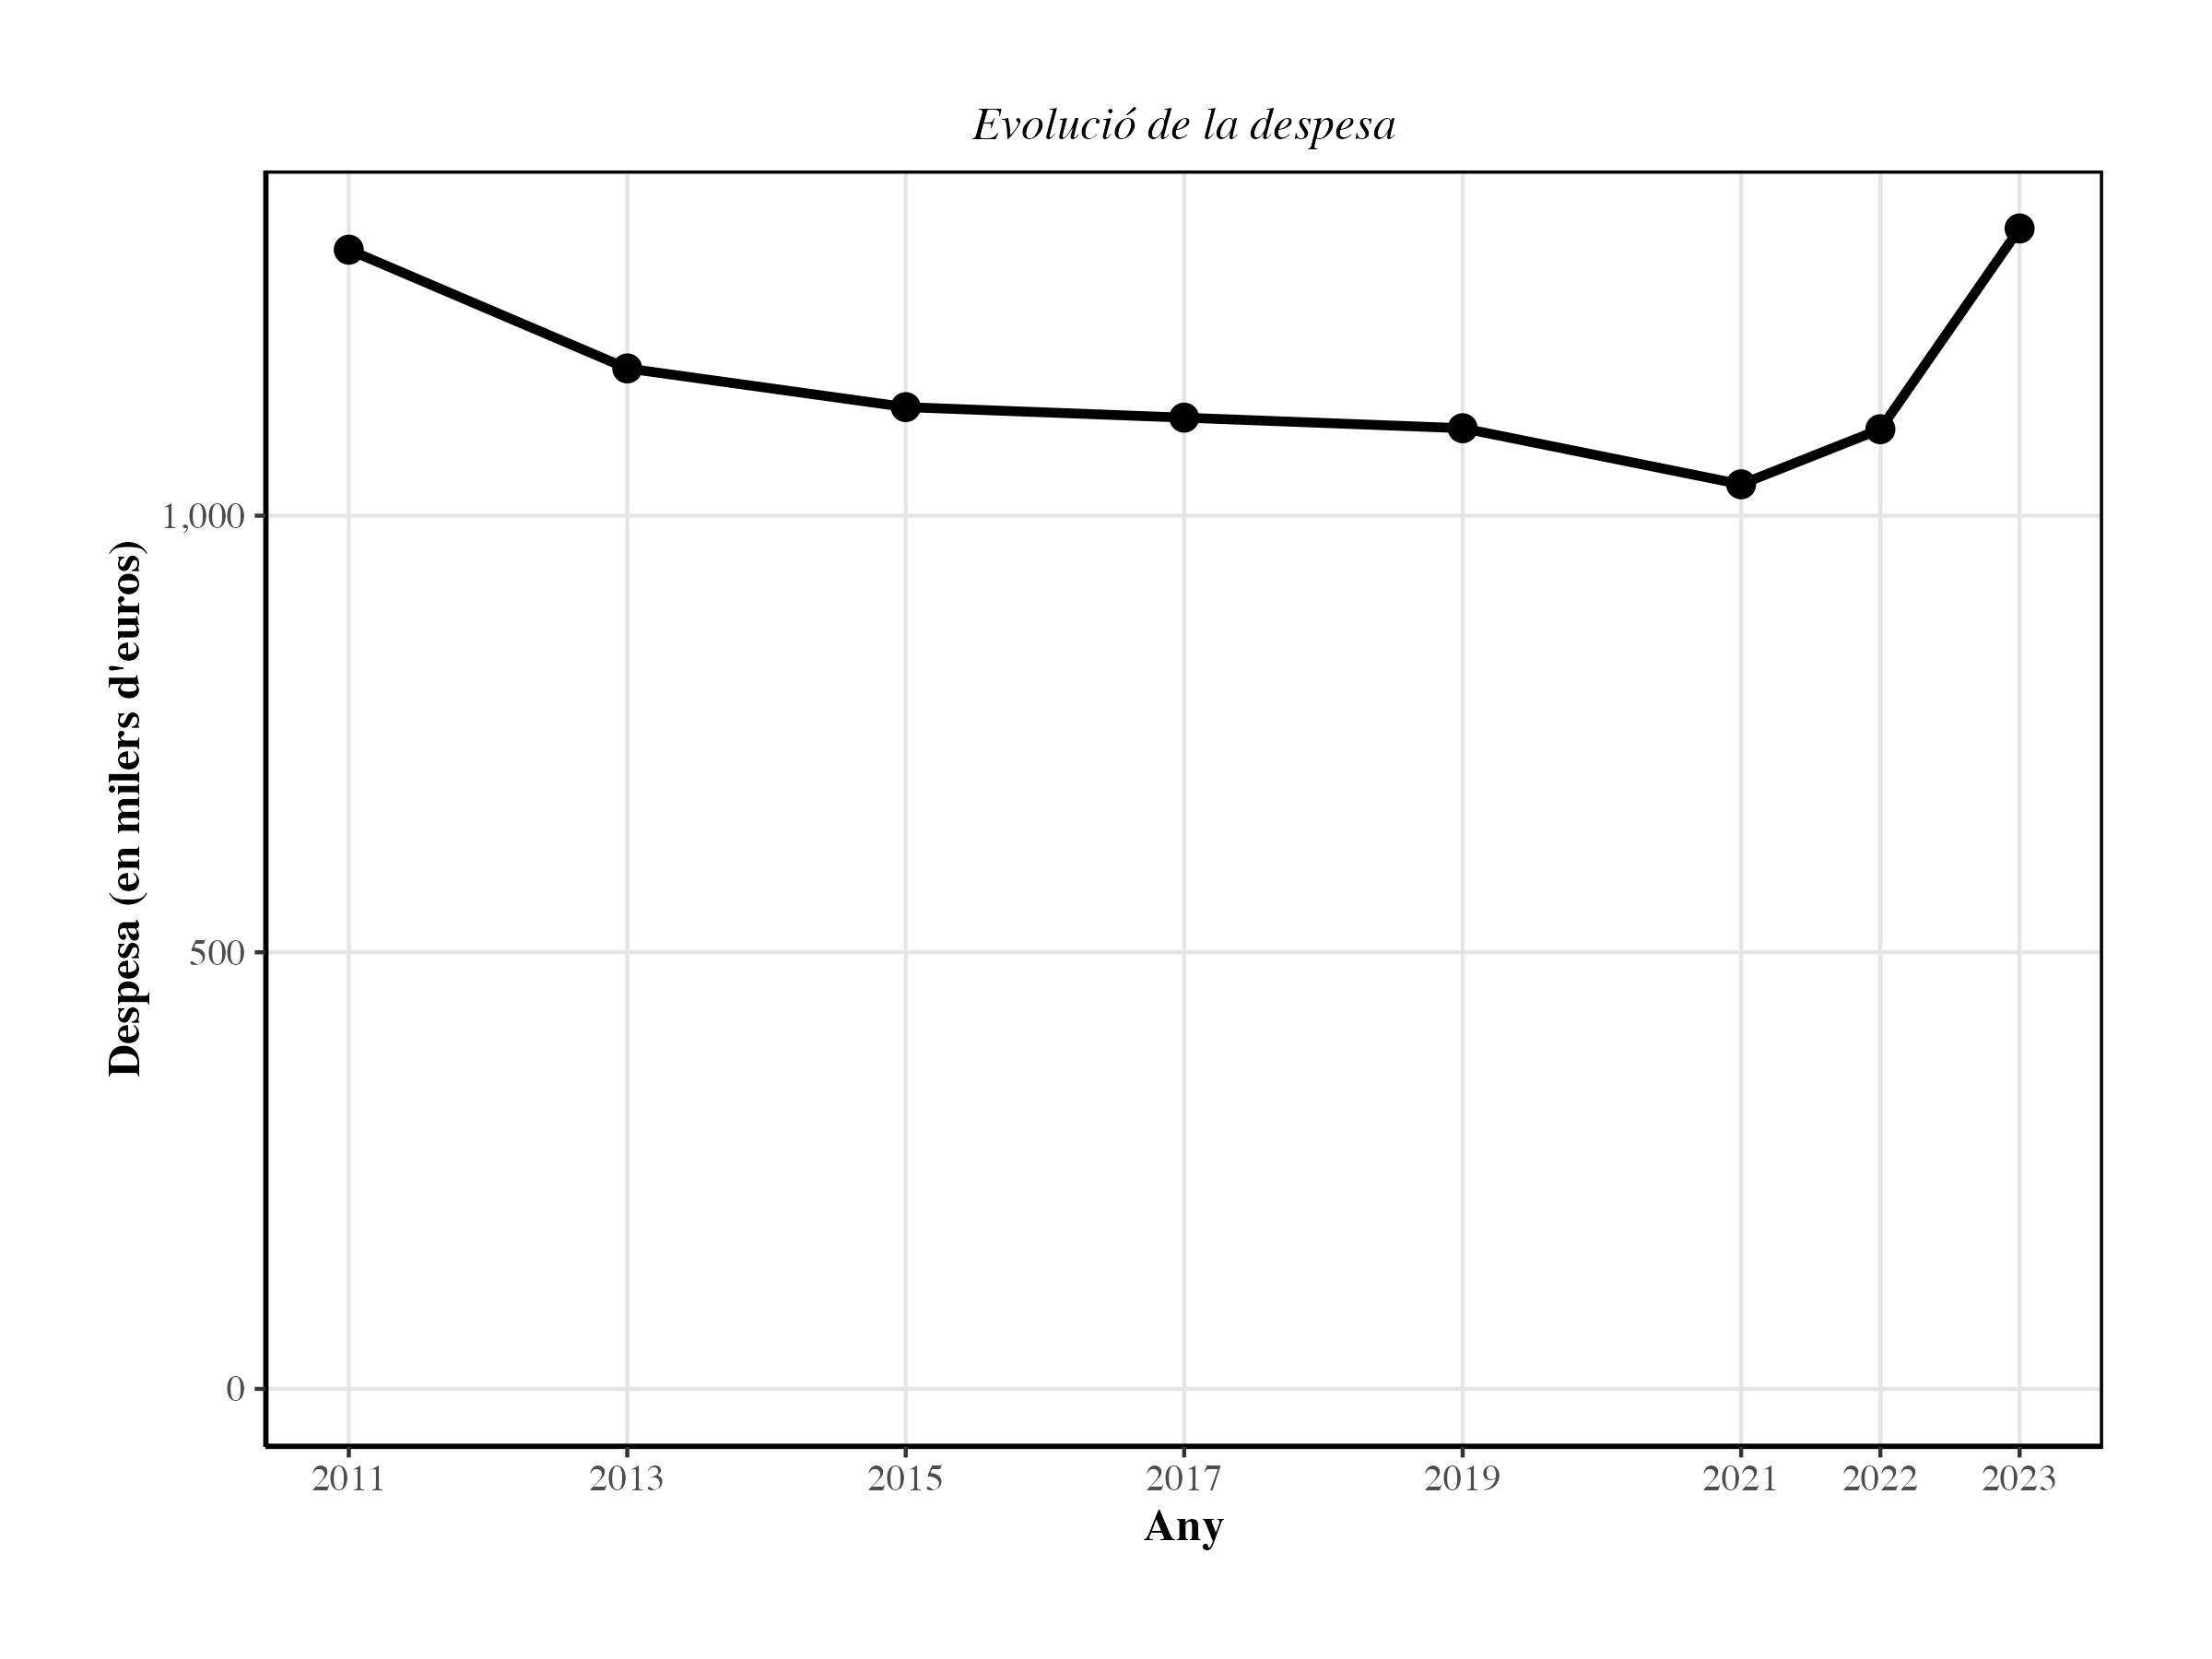 Evolució de la despesa
Despesa (en milers d'euros)
1,000
500
0
2011 2013 2015 2017 2019 2021 2022 2023
Any